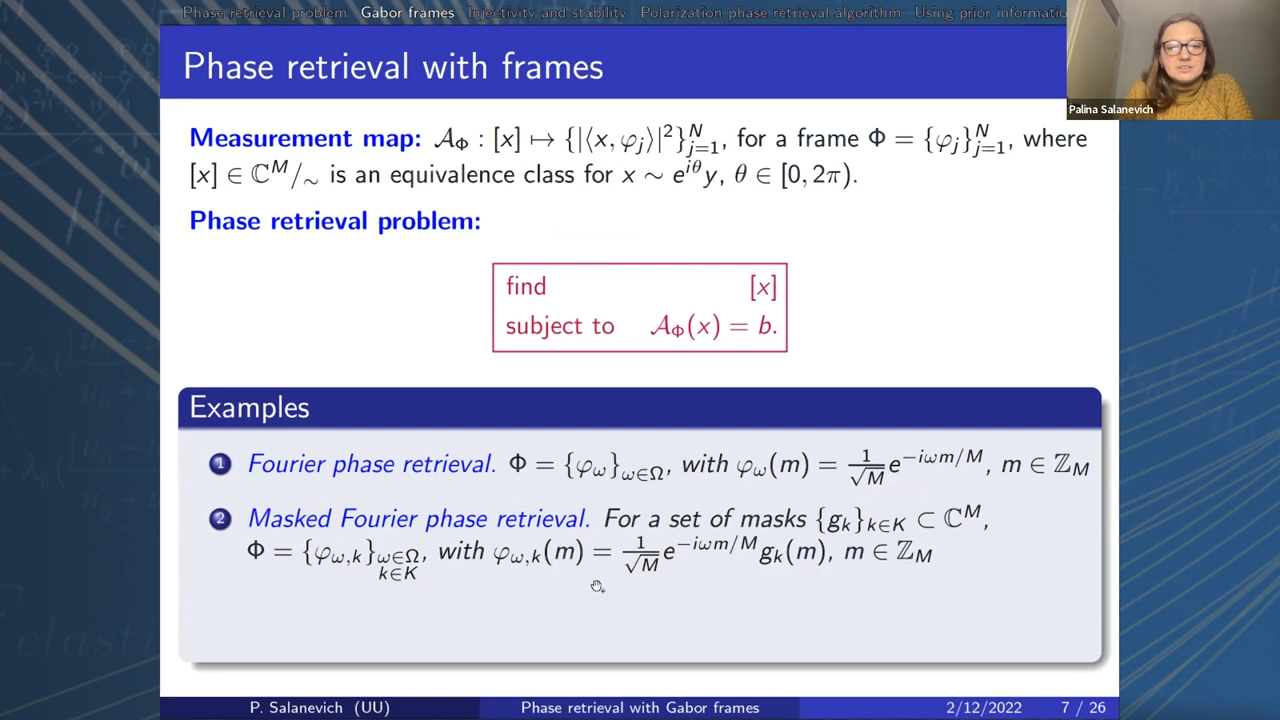 Phase retrieval problem Gabor frames Injectivity and stability Polarization phase retrieval algorithm Using prior informatio
Phase retrieval with frames
Palina Salanevich
Measurement map: 𝒜_Φ : [x] ↦ {|⟨x, φ_j⟩|²}_{j=1}^N, for a frame Φ = {φ_j}_{j=1}^N, where
[x] ∈ ℂ^M/∼ is an equivalence class for x ∼ e^{iθ}y, θ ∈ [0, 2π).
Phase retrieval problem:
find [x]
subject to 𝒜_Φ(x) = b.
Examples
1 Fourier phase retrieval. Φ = {φ_ω}_{ω∈Ω}, with φ_ω(m) = 1/√M e^{−iωm/M}, m ∈ ℤ_M
2 Masked Fourier phase retrieval. For a set of masks {g_k}_{k∈K} ⊂ ℂ^M,
Φ = {φ_{ω,k}}_{ω∈Ω k∈K}, with φ_{ω,k}(m) = 1/√M e^{−iωm/M} g_k(m), m ∈ ℤ_M
P. Salanevich (UU) Phase retrieval with Gabor frames 2/12/2022 7 / 26